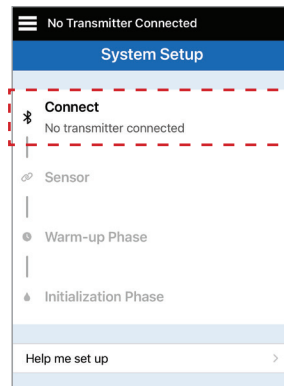 No Transmitter Connected
System Setup
Connect
No transmitter connected
Sensor
Warm-up Phase
Initialization Phase
Help me set up